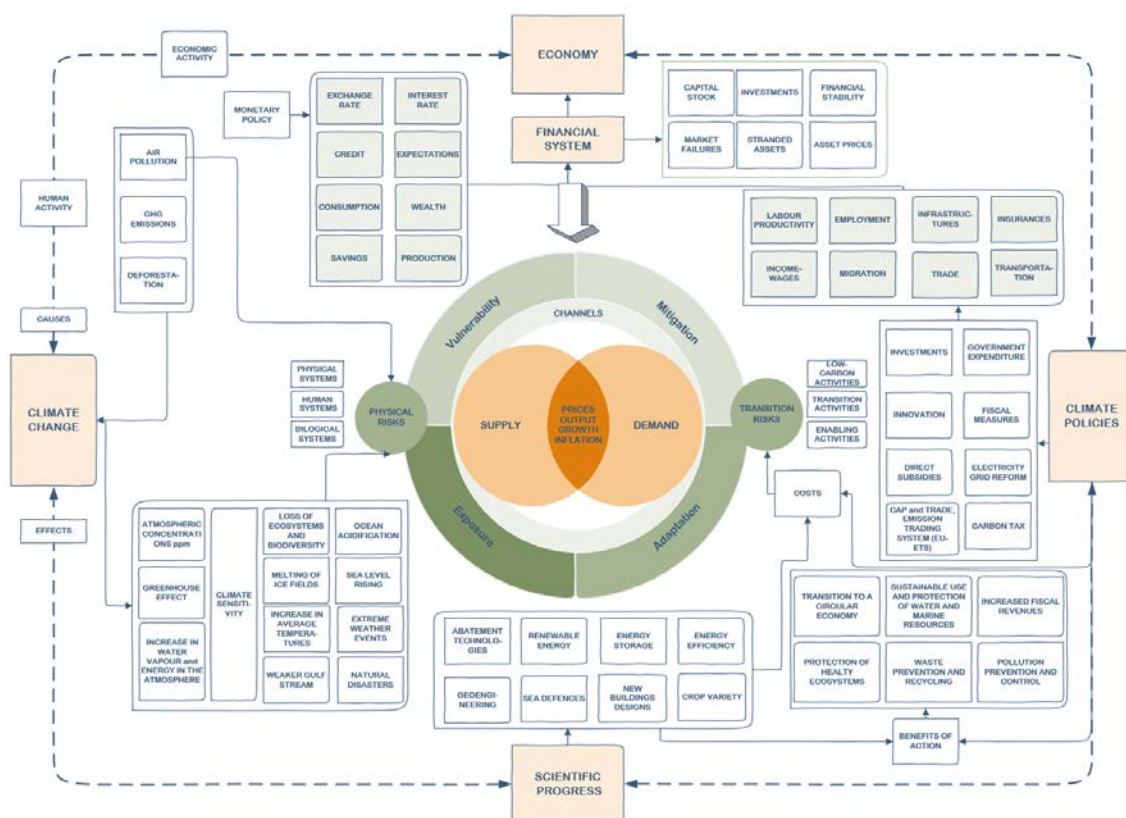 ECONOMIC
ACTIVITY
ECONOMY
MONETARY
POLICY
EXCHANGE
RATE
INTEREST
RATE
CREDIT
EXPECTATIONS
CONSUMPTION
WEALTH
SAVINGS
PRODUCTION
FINANCIAL
SYSTEM
CAPITAL
STOCK
INVESTMENTS
FINANCIAL
STABILITY
MARKET
FAILURES
STRANDED
ASSETS
ASSET PRICES
AIR
POLLUTION
GHG
EMISSIONS
DEFORESTA-
TION
HUMAN
ACTIVITY
CAUSES
CLIMATE
CHANGE
EFFECTS
LABOUR
PRODUCTIVITY
EMPLOYMENT
INFRASTRUC-
TURES
INSURANCES
INCOME-
WAGES
MIGRATION
TRADE
TRANSPORTA-
TION
Vulnerability
Mitigation
Exposure
Adaptation
CHANNELS
SUPPLY
PRICES
OUTPUT
GROWTH
INFLATION
DEMAND
PHYSICAL
SYSTEMS
HUMAN
SYSTEMS
BILOGICAL
SYSTEMS
PHYSICAL
RISKS
TRANSITION
RISKS
LOW-
CARBON
ACTIVITIES
TRANSITION
ACTIVITIES
ENABLING
ACTIVITIES
INVESTMENTS
GOVERNMENT
EXPENDITURE
INNOVATION
FISCAL
MEASURES
DIRECT
SUBSIDIES
ELECTRICITY
GRID REFORM
CAP and TRADE,
EMISSION
TRADING
SYSTEM (EU-
ETS)
CARBON TAX
CLIMATE
POLICIES
COSTS
ATMOSPHERIC
CONCENTRATI
ONS ppm
GREENHOUSE
EFFECT
INCREASE IN
WATER
VAPOUR and
ENERGY IN THE
ATMOSPHERE
CLIMATE
SENSIT-
IVITY
LOSS OF
ECOSYSTEMS
AND
BIODIVERSITY
OCEAN
ACIDIFICATION
MELTING OF
ICE FIELDS
SEA LEVEL
RISING
INCREASE IN
AVERAGE
TEMPERA-
TURES
EXTREME
WEATHER
EVENTS
WEAKER GULF
STREAM
NATURAL
DISASTERS
ABATEMENT
TECHNOLO-
GIES
RENEWABLE
ENERGY
ENERGY
STORAGE
ENERGY
EFFICIENCY
GEOENGI-
NEERING
SEA DEFENCES
NEW
BUILDINGS
DESIGNS
CROP VARIETY
TRANSITION TO A
CIRCULAR
ECONOMY
SUSTAINABLE USE
AND PROTECTION
OF WATER AND
MARINE
RESOURCES
INCREASED FISCAL
REVENUES
PROTECTION OF
HEALTY
ECOSYSTEMS
WASTE
PREVENTION AND
RECYCLING
POLLUTION
PREVENTION AND
CONTROL
BENEFITS OF
ACTION
SCIENTIFIC
PROGRESS